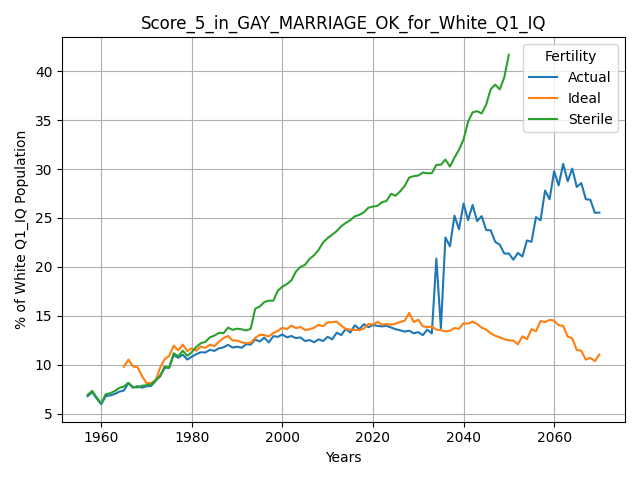 Score_5_in_GAY_MARRIAGE_OK_for_White_Q1_IQ
Fertility
Actual
Ideal
Sterile
% of White Q1_IQ Population
40
35
30
25
20
15
10
5
1960 1980 2000 2020 2040 2060
Years